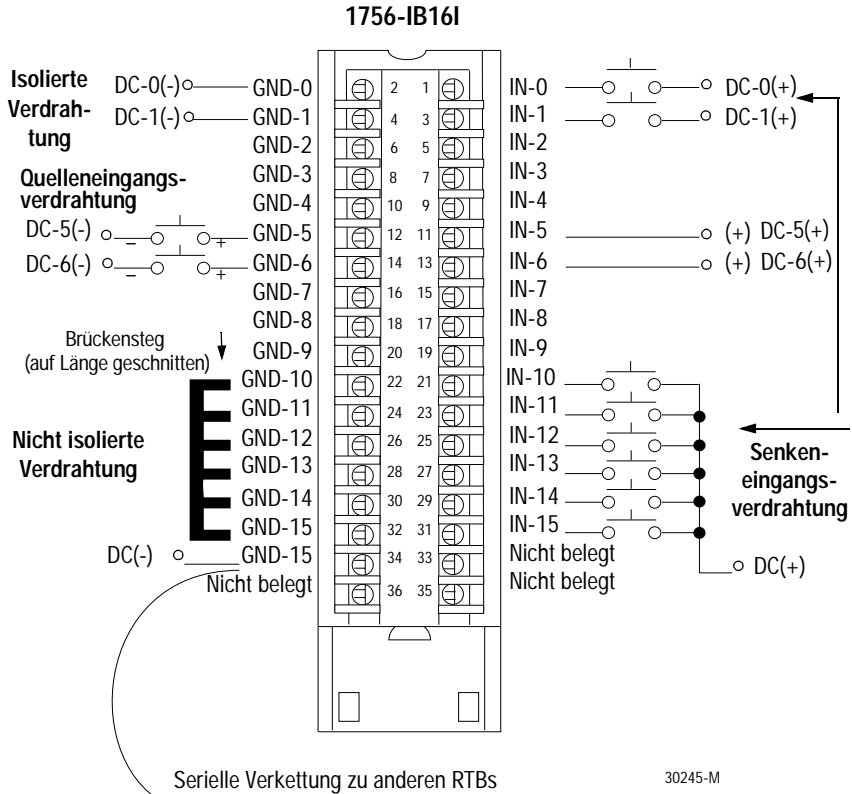 1756-IB16I
Isolierte
Verdrah-
tung
DC-0(-)
DC-1(-)
Quelleneingangs-
verdrahtung
DC-5(-)
DC-6(-)
– +
– +
Brückensteg
(auf Länge geschnitten)
Nicht isolierte
Verdrahtung
DC(-)
GND-0 2 1 IN-0
GND-1 4 3 IN-1
GND-2 6 5 IN-2
GND-3 8 7 IN-3
GND-4 10 9 IN-4
GND-5 12 11 IN-5
GND-6 14 13 IN-6
GND-7 16 15 IN-7
GND-8 18 17 IN-8
GND-9 20 19 IN-9
GND-10 22 21 IN-10
GND-11 24 23 IN-11
GND-12 26 25 IN-12
GND-13 28 27 IN-13
GND-14 30 29 IN-14
GND-15 32 31 IN-15
GND-15 34 33 Nicht belegt
Nicht belegt 36 35 Nicht belegt
DC-0(+)
DC-1(+)
(+) DC-5(+)
(+) DC-6(+)
Senken-
eingangs-
verdrahtung
DC(+)
Serielle Verkettung zu anderen RTBs
30245-M